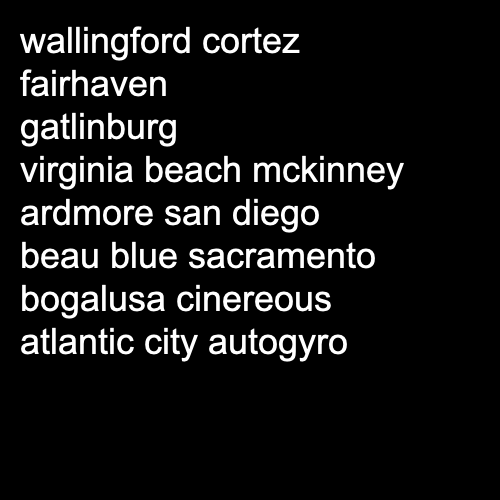 wallingford cortez
fairhaven
gatlinburg
virginia beach mckinney
ardmore san diego
beau blue sacramento
bogalusa cinereous
atlantic city autogyro